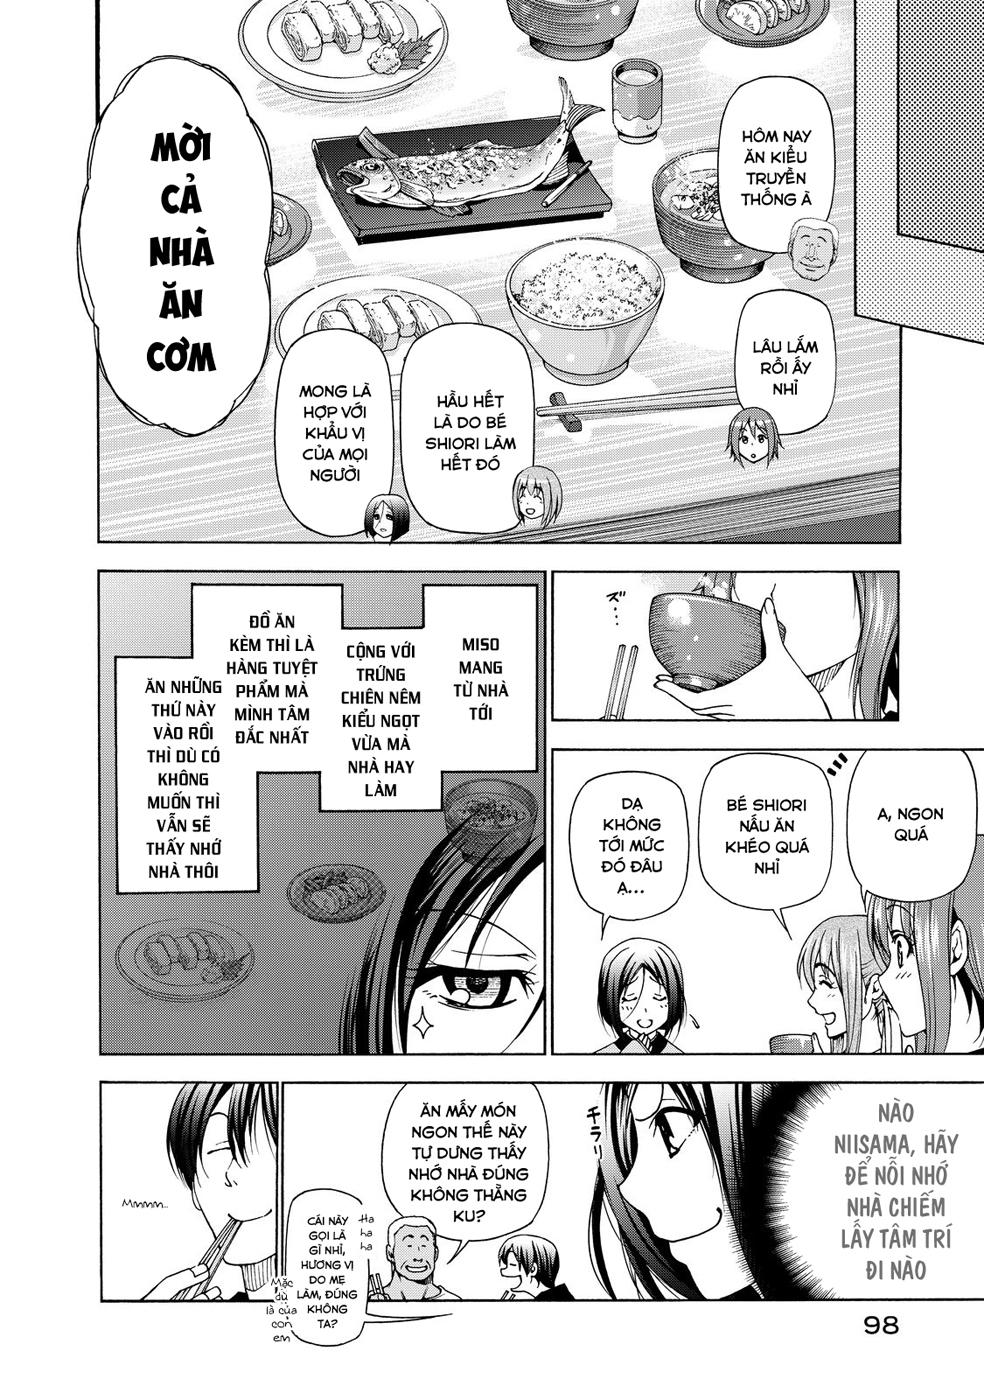 HÔM NAY
ĂN KIỂU
TRUYỀN
THỐNG À
LÂU LẮM
RỒI ẤY
NHỈ
HẦU HẾT
LÀ DO BÉ
SHIORI LÀM
HẾT ĐÓ
MONG LÀ
HỢP VỚI
KHẨU VỊ
CỦA MỌI
NGƯỜI
MỜI
CẢ
NHÀ
ĂN
CƠM
ズ..
A, NGON
QUÁ
BÉ SHIORI
NẤU ĂN
KHÉO QUÁ
NHỈ
DẠ
KHÔNG
TỚI MỨC
ĐÓ ĐÂU
Ạ...
MISO
MANG
TỪ NHÀ
TỚI
CỘNG VỚI
TRỨNG
CHIÊN NÊM
KIỂU NGỌT
VỪA MÀ
NHÀ HAY
LÀM
ĐỒ ĂN
KÈM THÌ LÀ
HÀNG TUYỆT
PHẨM MÀ
MÌNH TÂM
ĐẮC NHẤT
ĂN NHỮNG
THỨ NÀY
VÀO RỒI
THÌ DÙ CÓ
KHÔNG
MUỐN THÌ
VẪN SẼ
THẤY NHỚ
NHÀ THÔI
NÀO
NIISAMA, HÃY
ĐỂ NỖI NHỚ
NHÀ CHIẾM
LẤY TÂM TRÍ
ĐI NÀO
チラリ
ĂN MẤY MÓN
NGON THẾ NÀY
TỰ DƯNG THẤY
NHỚ NHÀ ĐÚNG
KHÔNG THẰNG
KU?
Ha
ha
ha
CÁI NÀY
GỌI LÀ
GÌ NHỈ,
HƯƠNG VỊ
DO MẸ
LÀM, ĐÚNG
KHÔNG
TA?
Mặc
dù
là của
con
em
Mmmm..
98